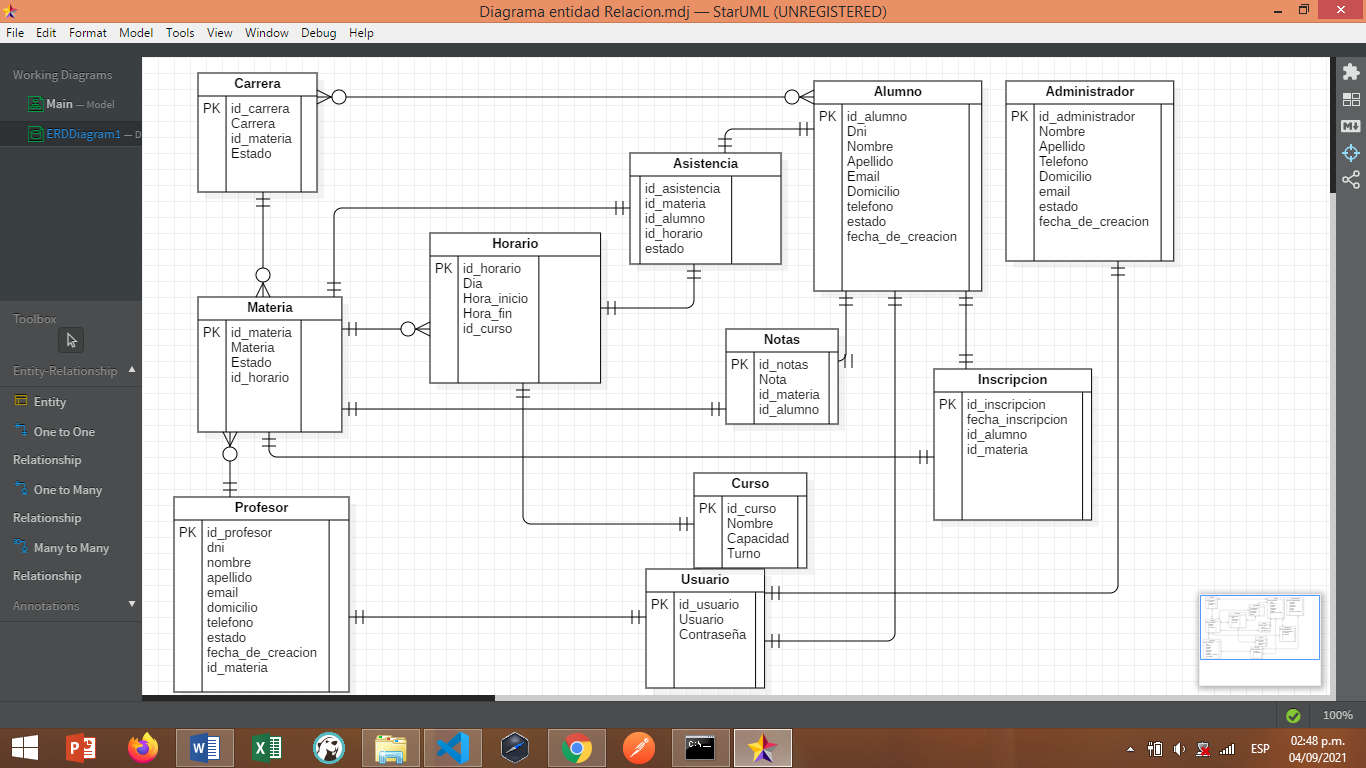 Diagrama entidad Relacion.mdj — StarUML (UNREGISTERED)
File Edit Format Model Tools View Window Debug Help
Working Diagrams
Main — Model
ERDDiagram1 — D
Toolbox
Entity-Relationship
Entity
One to One
Relationship
One to Many
Relationship
Many to Many
Relationship
Annotations
Carrera
PK id_carrera
Carrera
id_materia
Estado
Alumno
PK id_alumno
Dni
Nombre
Apellido
Email
Domicilio
telefono
estado
fecha_de_creacion
Administrador
PK id_administrador
Nombre
Apellido
Telefono
Domicilio
email
estado
fecha_de_creacion
Asistencia
id_asistencia
id_materia
id_alumno
id_horario
estado
Horario
PK id_horario
Dia
Hora_inicio
Hora_fin
id_curso
Materia
PK id_materia
Materia
Estado
id_horario
Notas
PK id_notas
Nota
id_materia
id_alumno
Inscripcion
PK id_inscripcion
fecha_inscripcion
id_alumno
id_materia
Curso
PK id_curso
Nombre
Capacidad
Turno
Profesor
PK id_profesor
dni
nombre
apellido
email
domicilio
telefono
estado
fecha_de_creacion
id_materia
Usuario
PK id_usuario
Usuario
Contraseña
100%
ESP
02:48 p.m.
04/09/2021